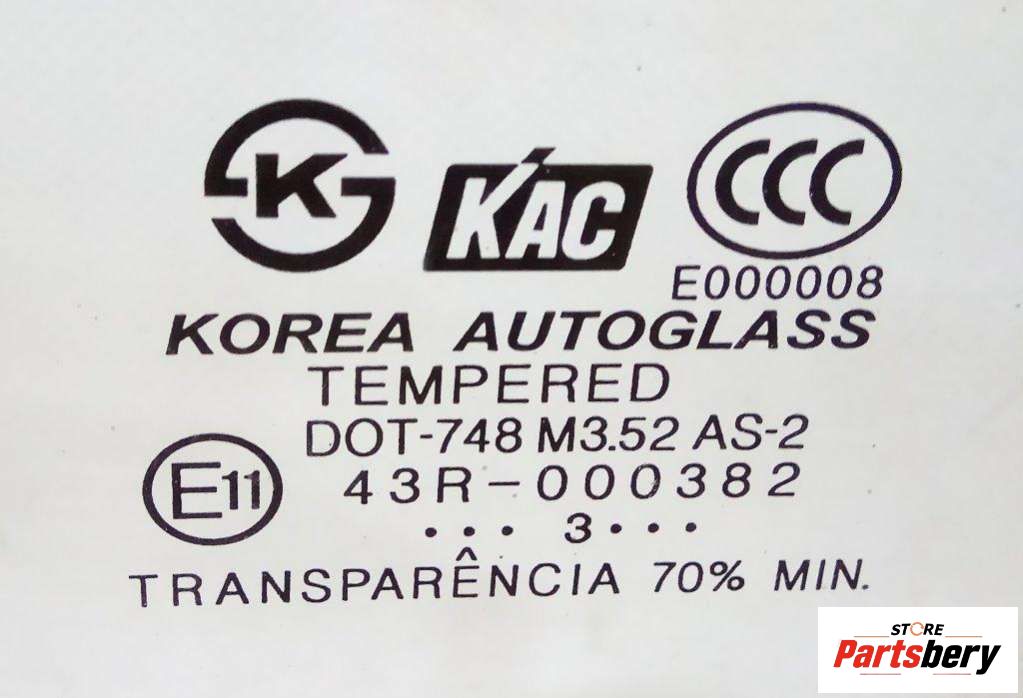 K KAC CCC
E000008
KOREA AUTOGLASS
TEMPERED
DOT-748 M3.52 AS-2
E11 43R-000382
• • • 3 • • •
TRANSPARÊNCIA 70% MIN.
STORE
Partsbery